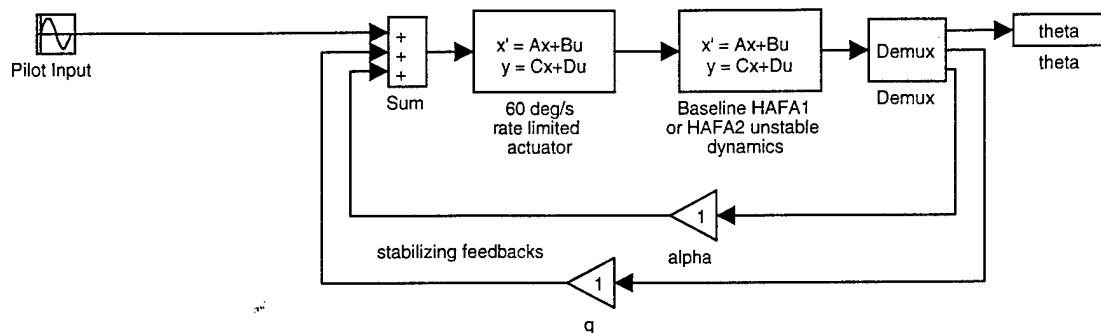 Pilot Input
+
+
+
Sum
x' = Ax+Bu
y = Cx+Du
60 deg/s
rate limited
actuator
x' = Ax+Bu
y = Cx+Du
Baseline HAFA1
or HAFA2 unstable
dynamics
Demux
Demux
theta
theta
1
alpha
stabilizing feedbacks
1
q